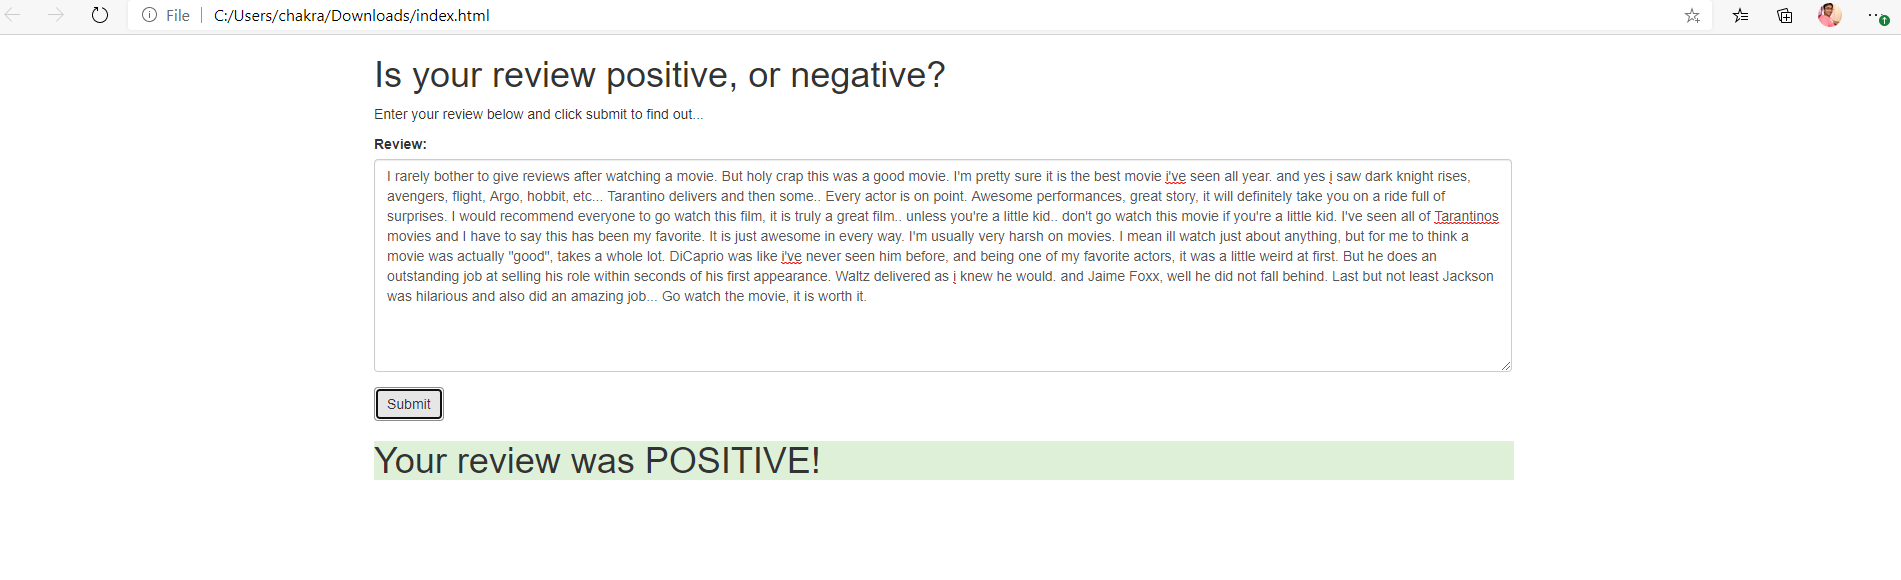 File C:/Users/chakra/Downloads/index.html
Is your review positive, or negative?
Enter your review below and click submit to find out...
Review:
I rarely bother to give reviews after watching a movie. But holy crap this was a good movie. I'm pretty sure it is the best movie i've seen all year. and yes i saw dark knight rises,
avengers, flight, Argo, hobbit, etc... Tarantino delivers and then some.. Every actor is on point. Awesome performances, great story, it will definitely take you on a ride full of
surprises. I would recommend everyone to go watch this film, it is truly a great film.. unless you're a little kid.. don't go watch this movie if you're a little kid. I've seen all of Tarantinos
movies and I have to say this has been my favorite. It is just awesome in every way. I'm usually very harsh on movies. I mean ill watch just about anything, but for me to think a
movie was actually "good", takes a whole lot. DiCaprio was like i've never seen him before, and being one of my favorite actors, it was a little weird at first. But he does an
outstanding job at selling his role within seconds of his first appearance. Waltz delivered as i knew he would. and Jaime Foxx, well he did not fall behind. Last but not least Jackson
was hilarious and also did an amazing job... Go watch the movie, it is worth it.
Submit
Your review was POSITIVE!